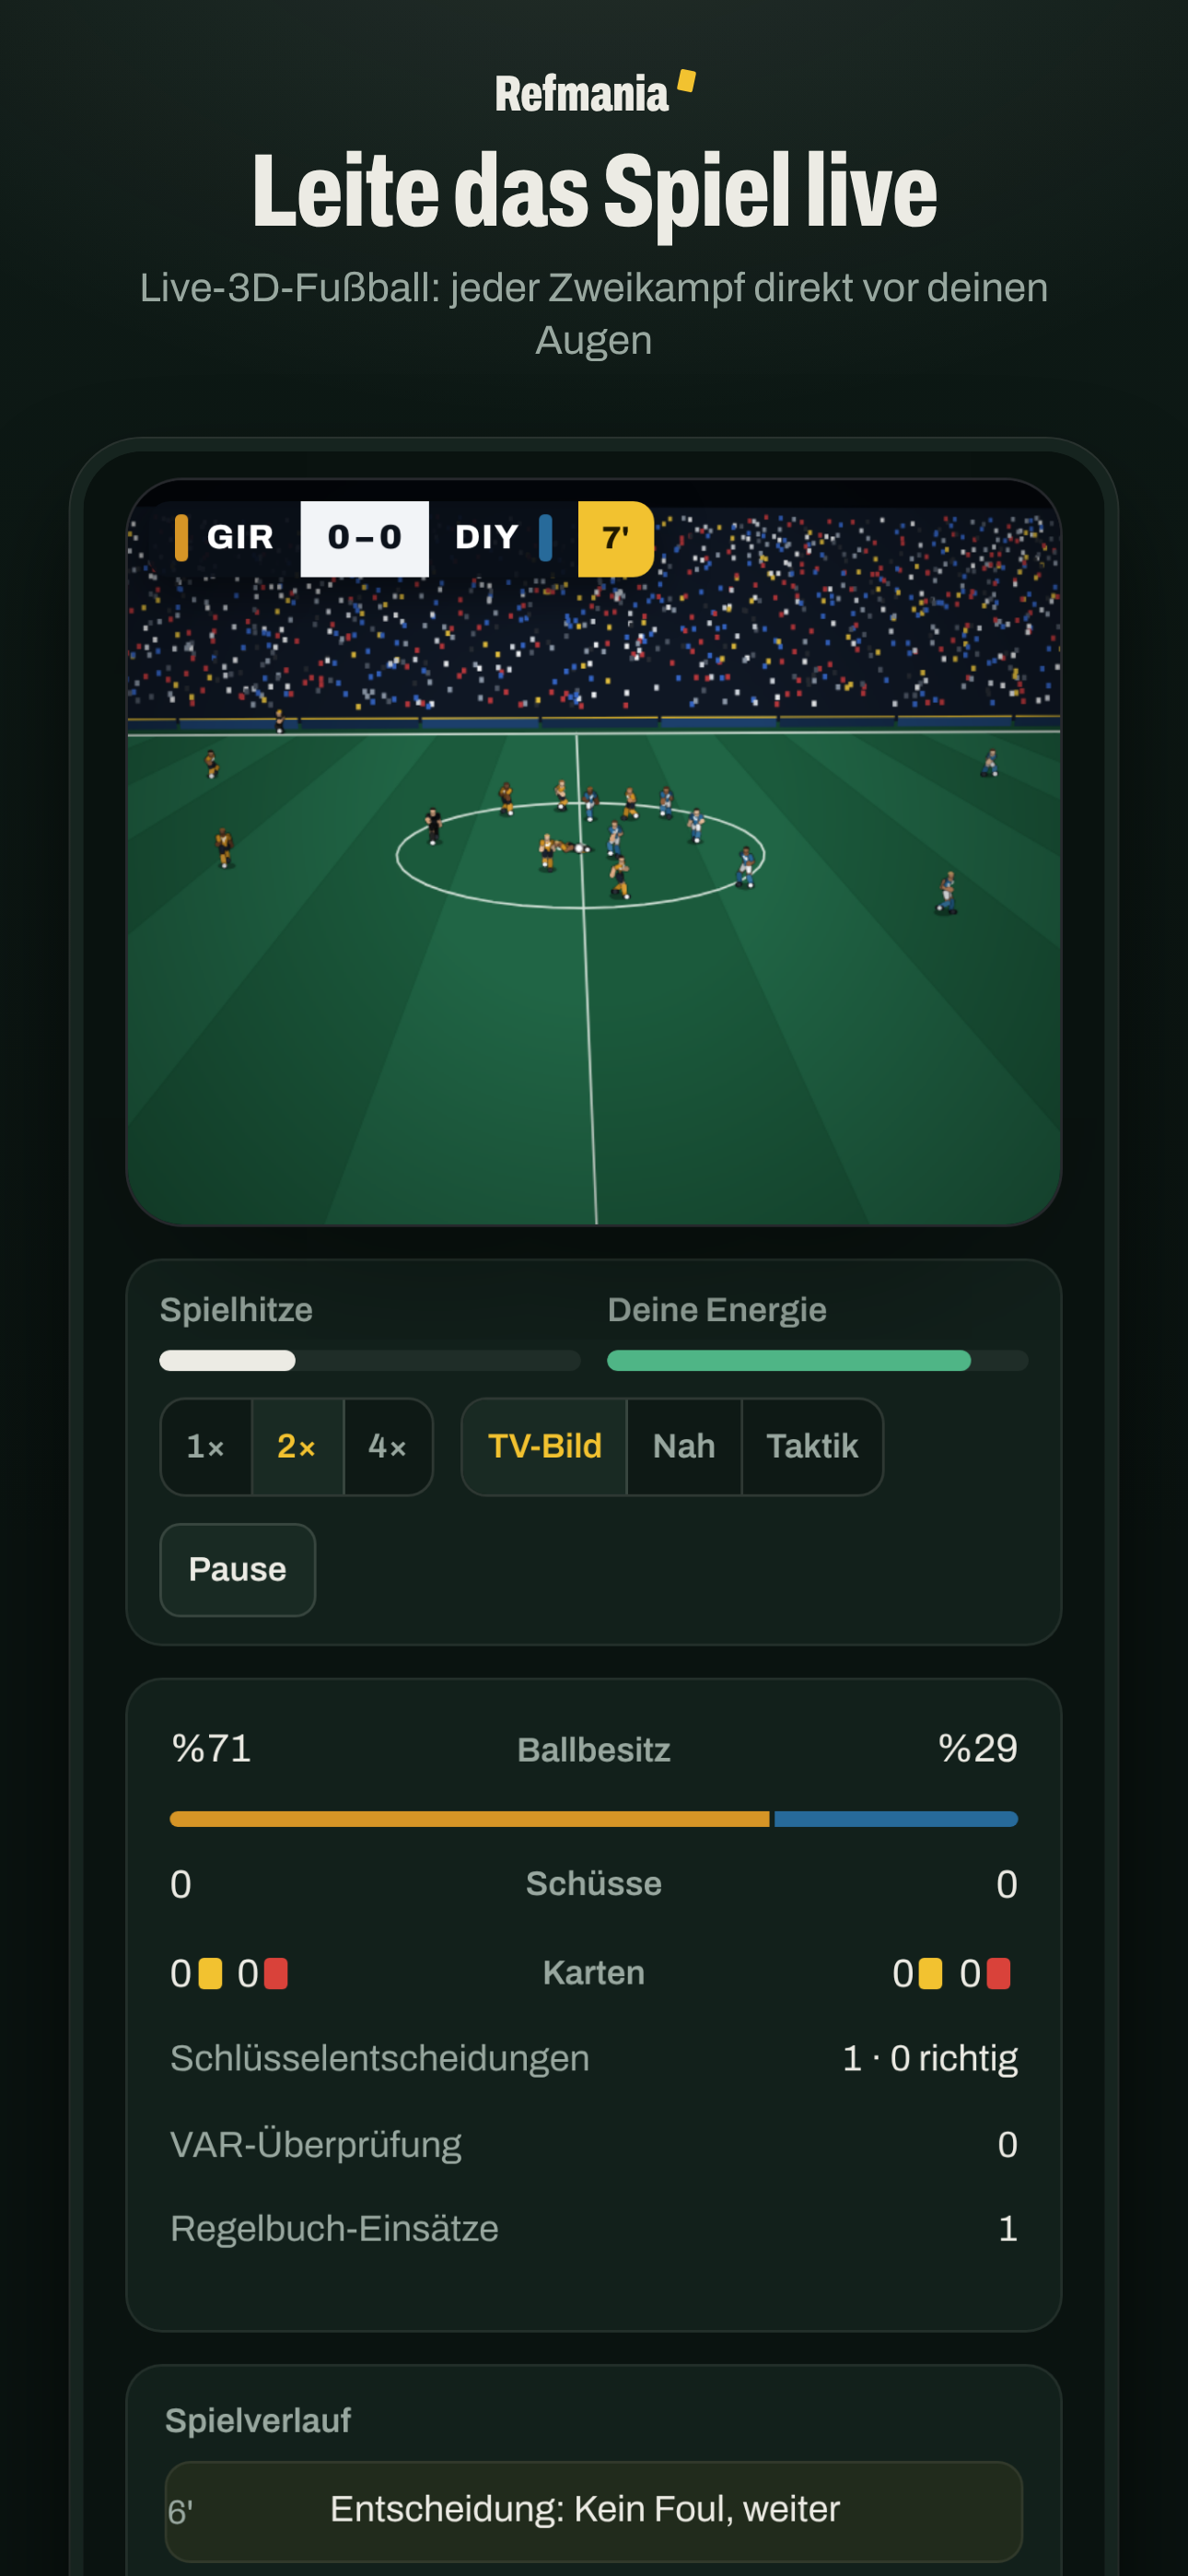 Refmania
Leite das Spiel live
Live-3D-Fußball: jeder Zweikampf direkt vor deinen
Augen
GIR 0–0 DIY 7'
Spielhitze Deine Energie
1× 2× 4× TV-Bild Nah Taktik
Pause
%71 Ballbesitz %29
0 Schüsse 0
0 0 Karten 0 0
Schlüsselentscheidungen 1 · 0 richtig
VAR-Überprüfung 0
Regelbuch-Einsätze 1
Spielverlauf
6' Entscheidung: Kein Foul, weiter